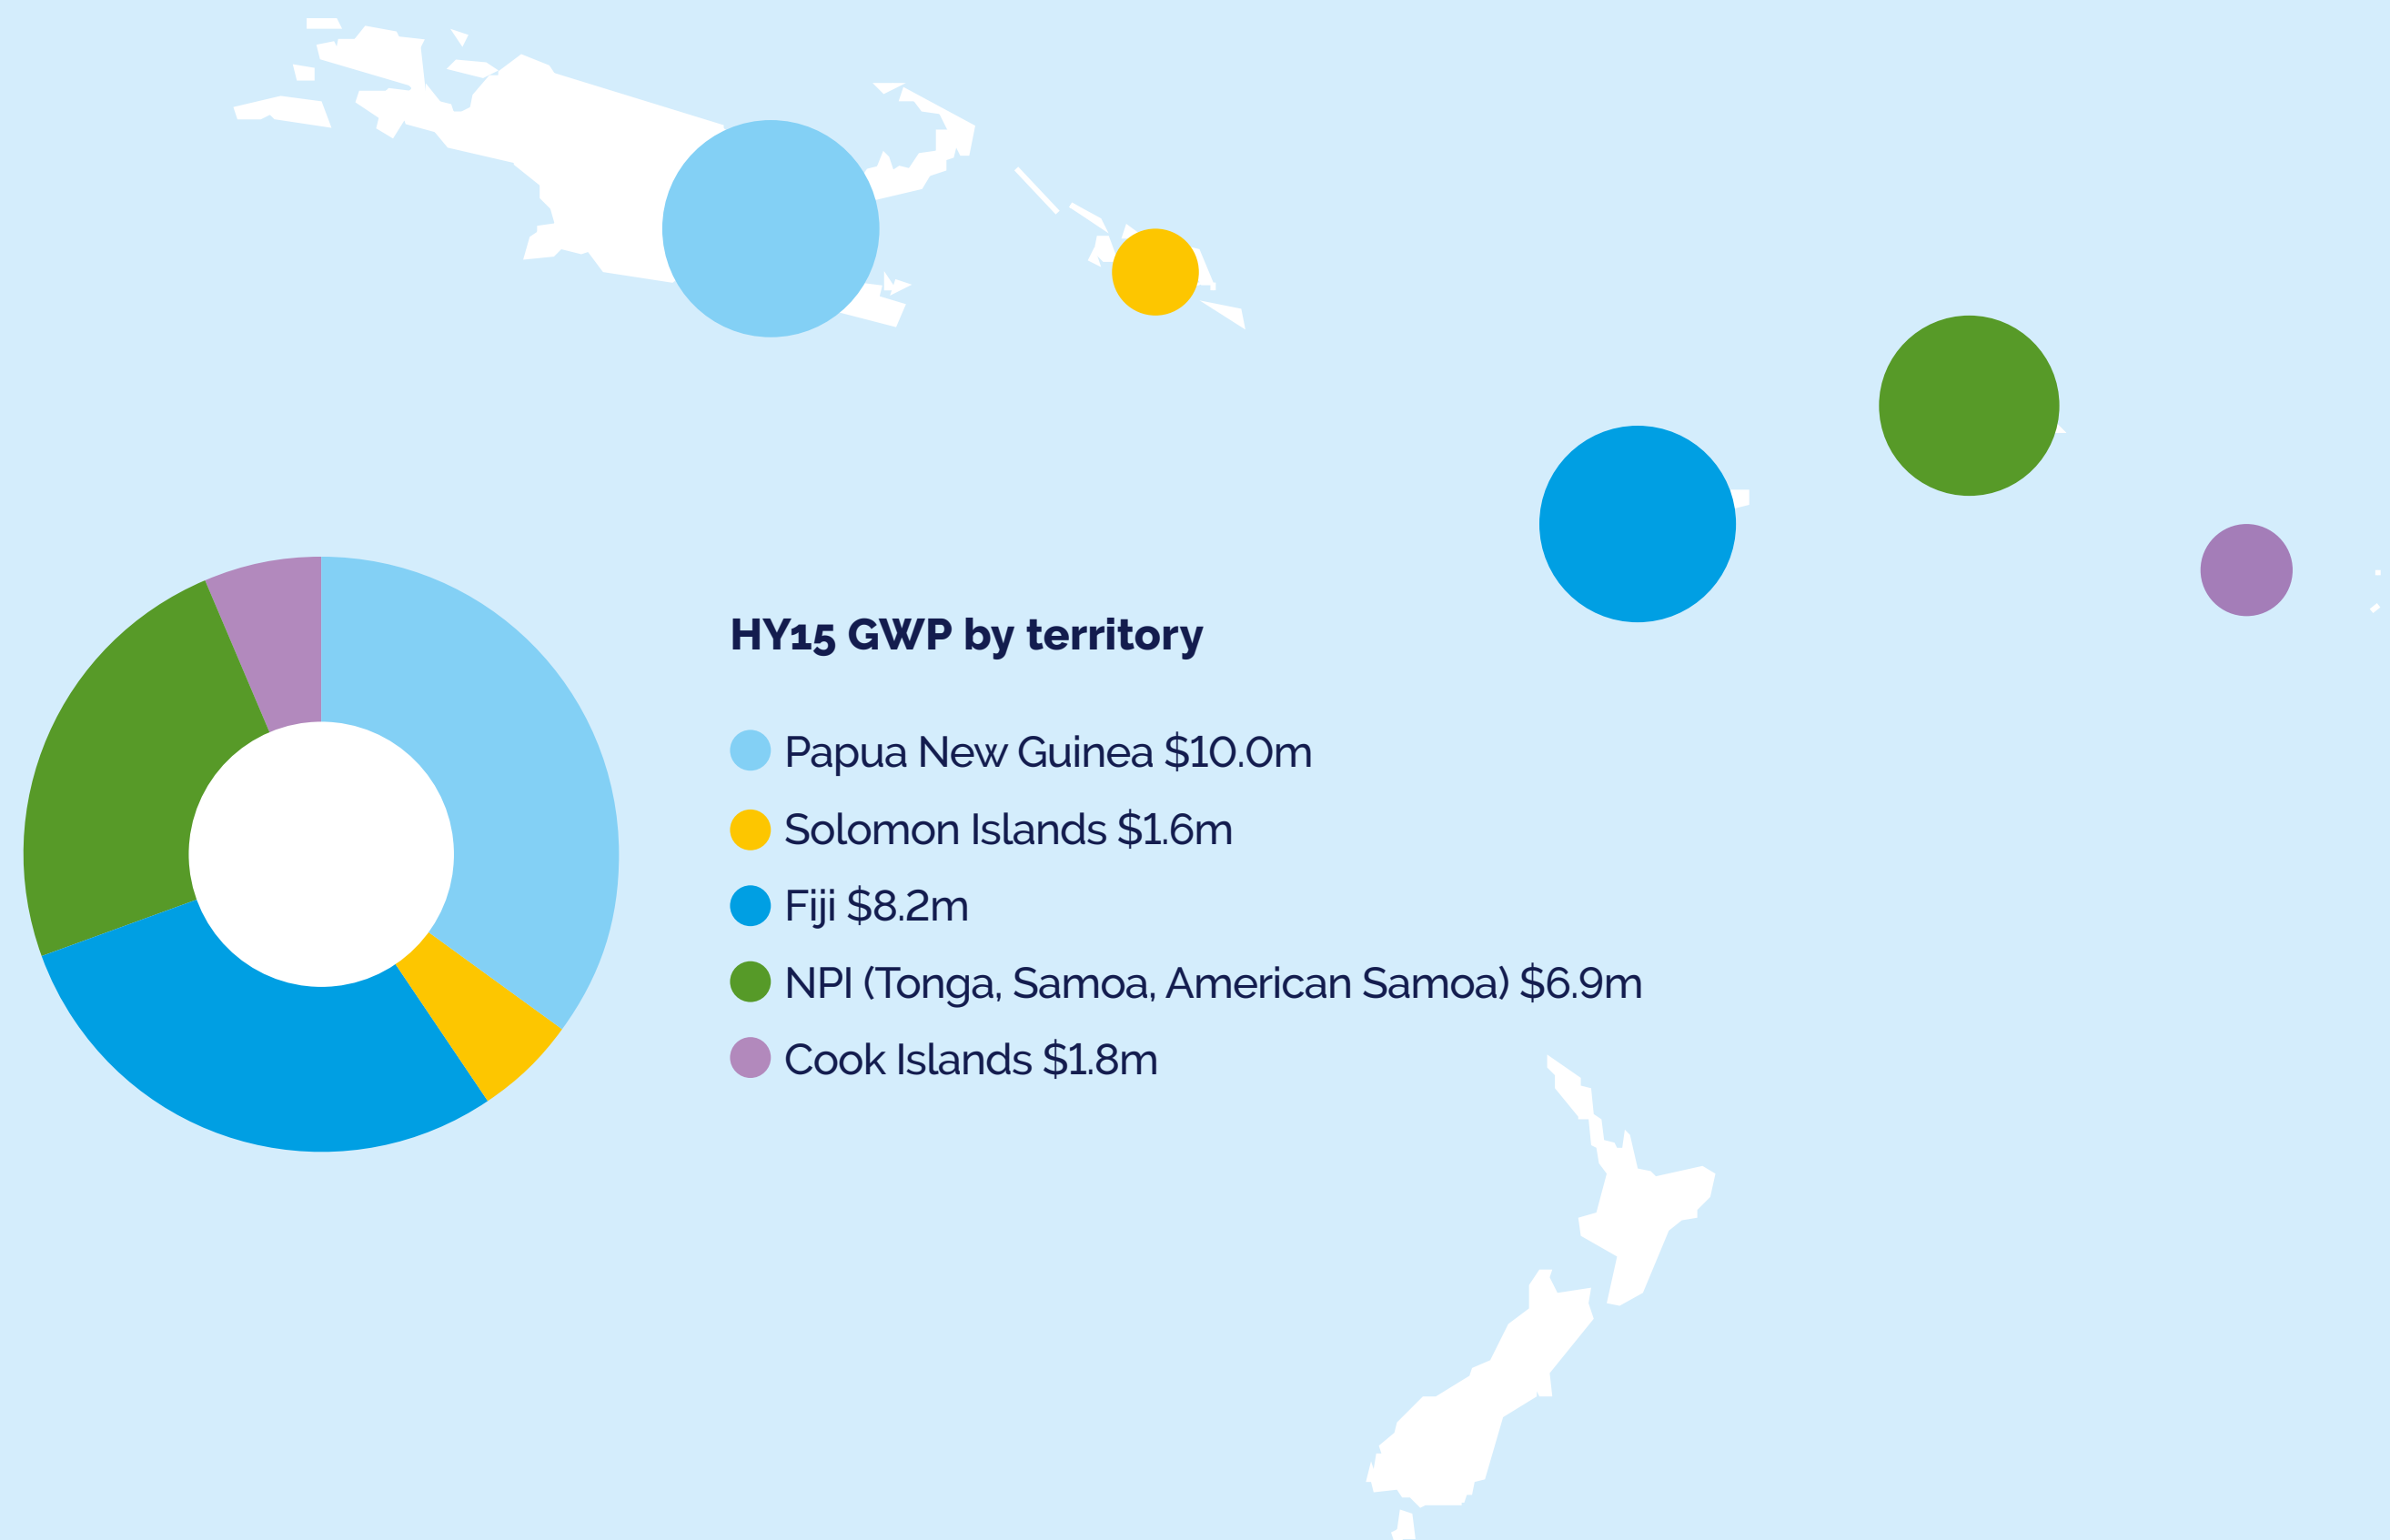 HY15 GWP by territory
Papua New Guinea $10.0m
Solomon Islands $1.6m
Fiji $8.2m
NPI (Tonga, Samoa, American Samoa) $6.9m
Cook Islands $1.8m